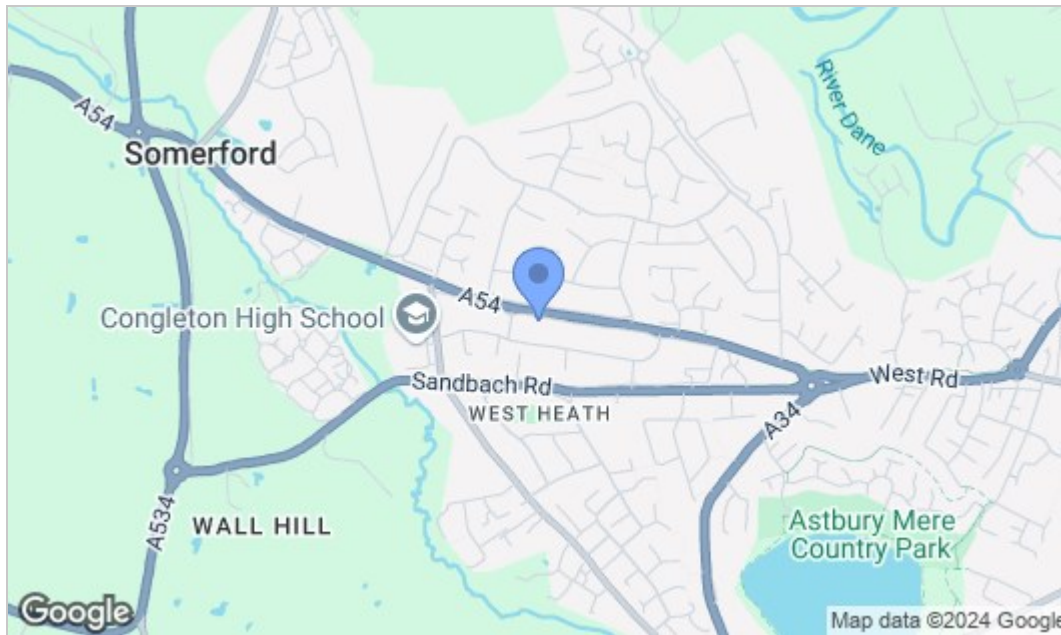 A54
Somerford
River Dane
A54
Congleton High School
Sandbach Rd
West Rd
WEST HEATH
A34
A534
WALL HILL
Astbury Mere
Country Park
Google
Map data ©2024 Google